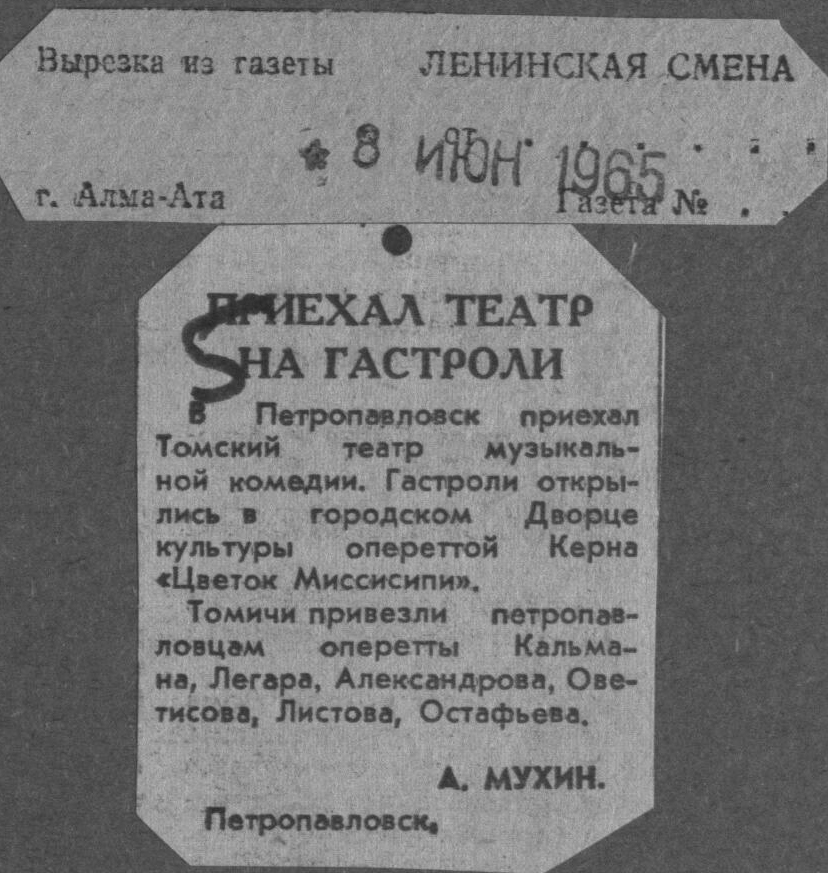 Вырезка из газеты ЛЕНИНСКАЯ СМЕНА
* 8 ИЮН 1965
г. Алма-Ата Газета № . .
ПРИЕХАЛ ТЕАТР
НА ГАСТРОЛИ
В Петропавловск приехал
Томский театр музыкаль-
ной комедии. Гастроли откры-
лись в городском Дворце
культуры опереттой Керна
«Цветок Миссисипи».
Томичи привезли петропав-
ловцам оперетты Кальма-
на, Легара, Александрова, Ове-
тисова, Листова, Остафьева.
А. МУХИН.
Петропавловск.